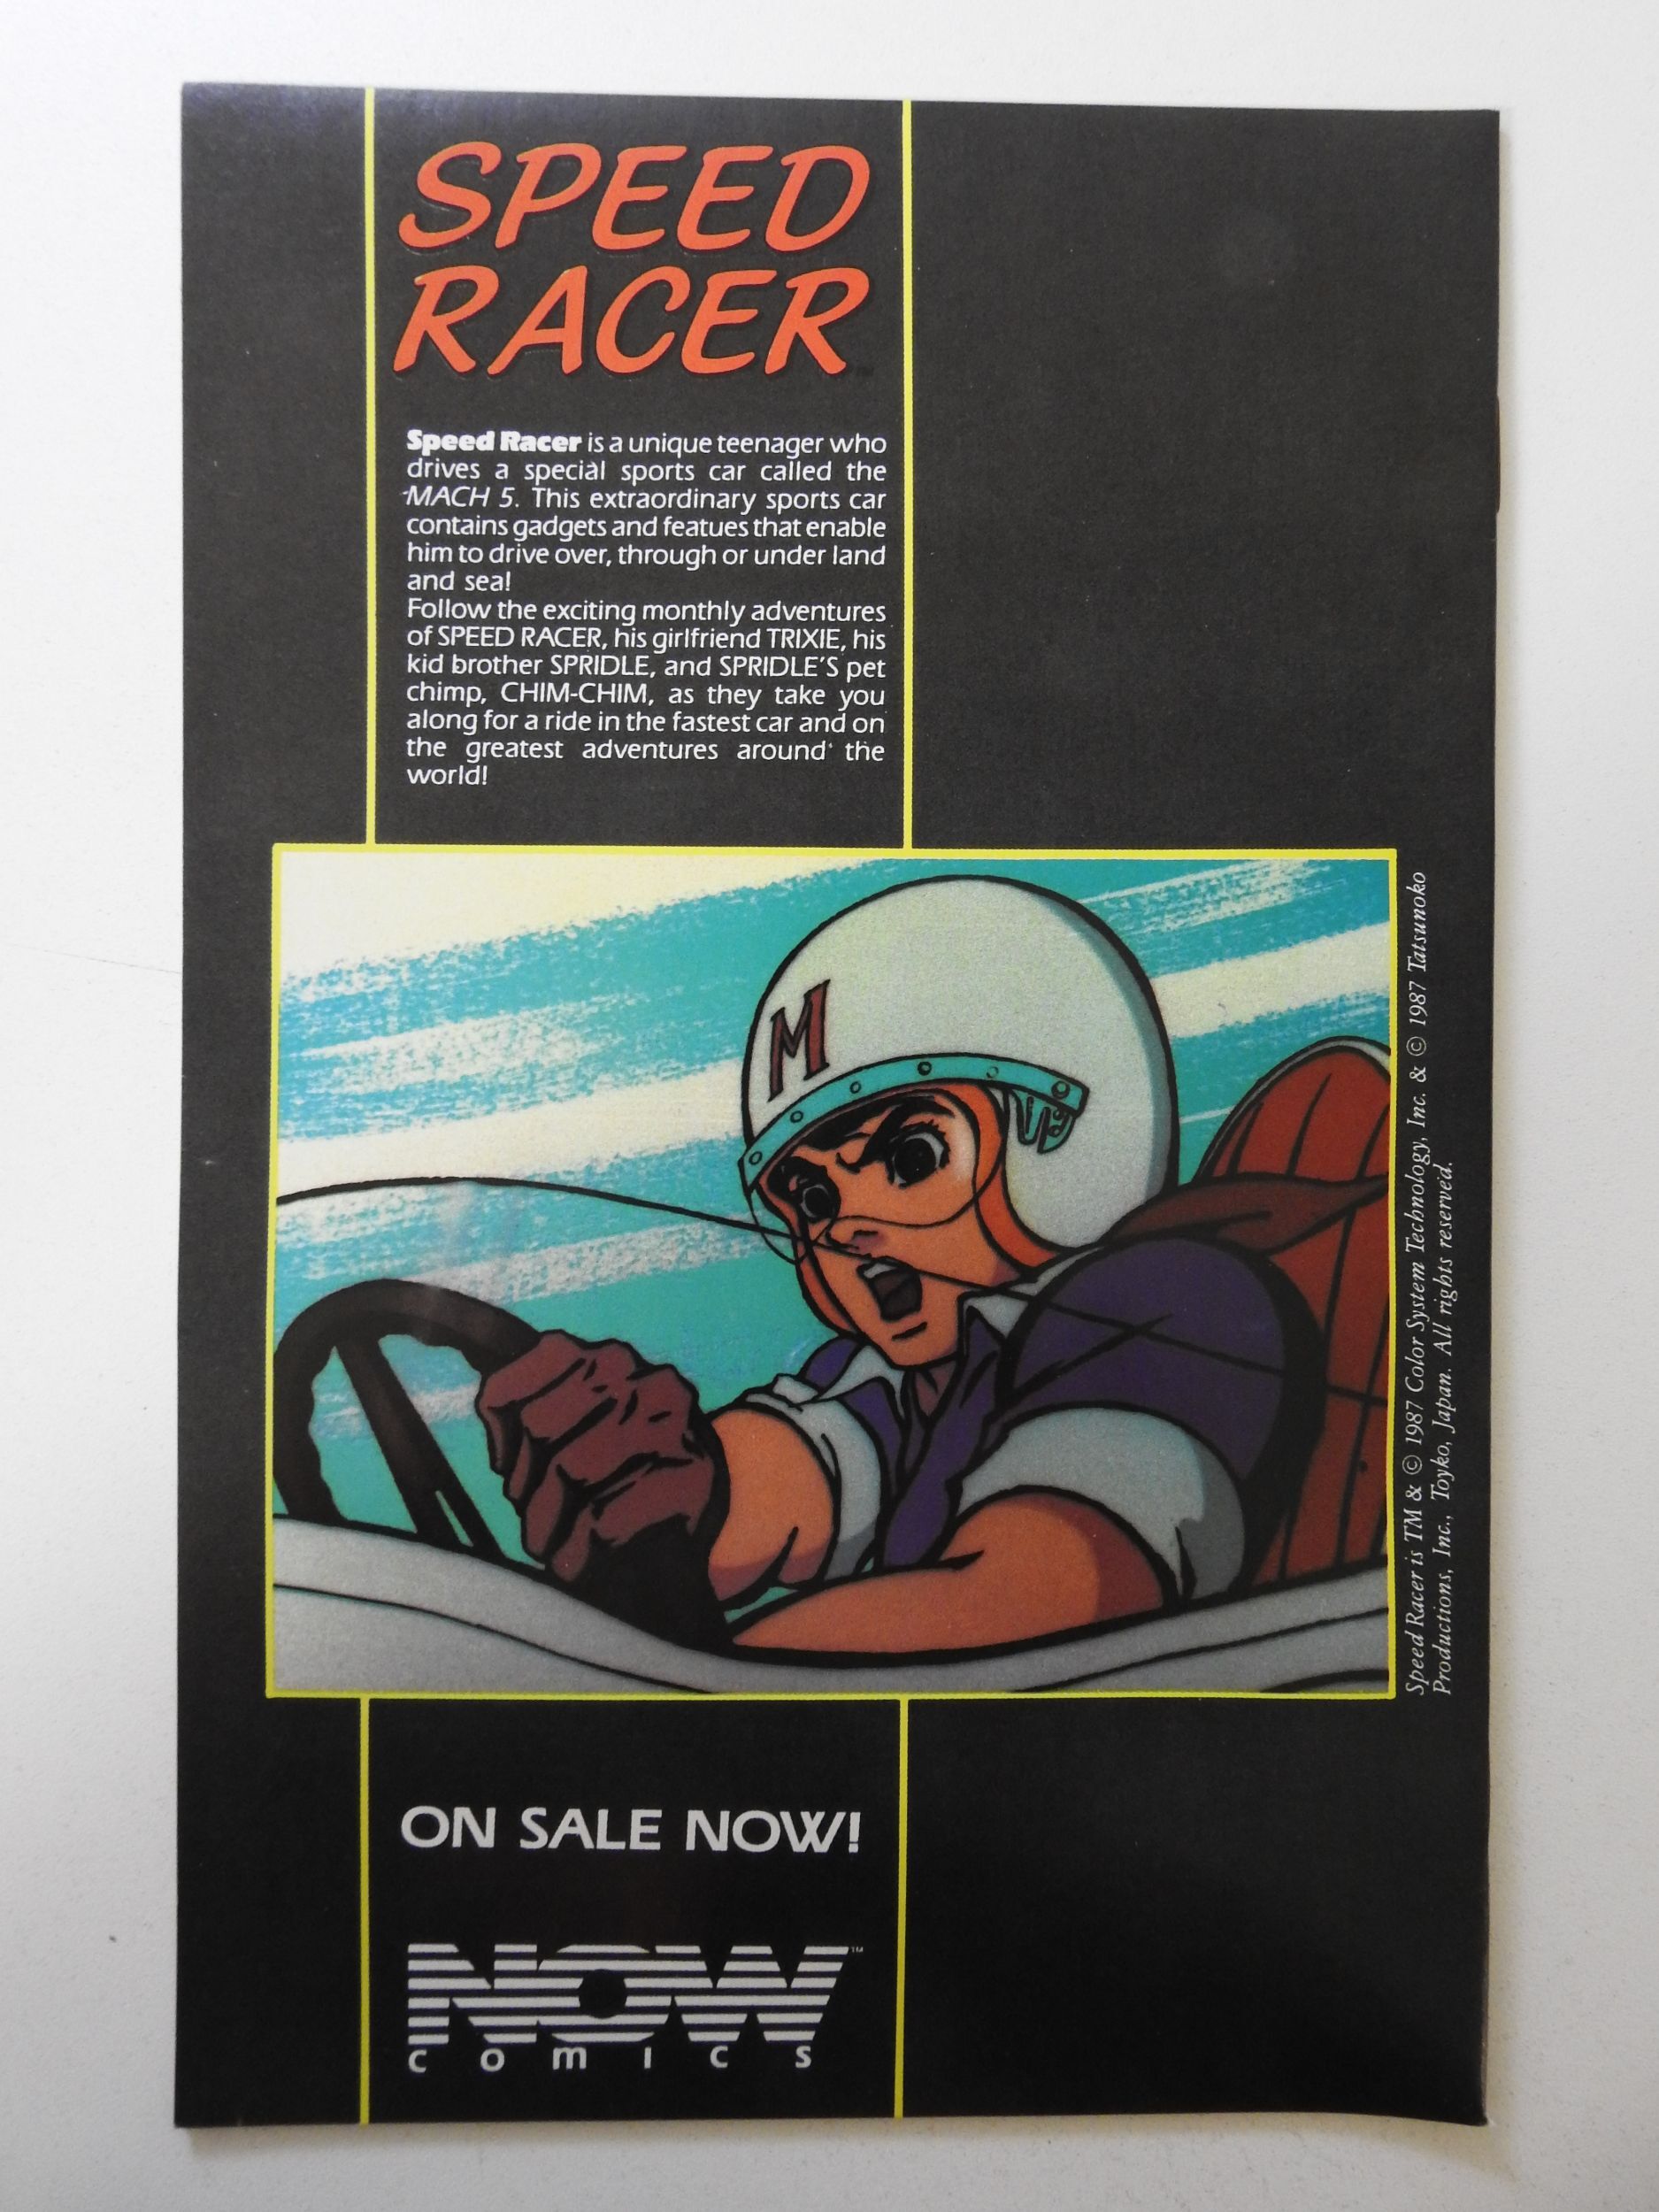 SPEED
RACER
Speed Racer is a unique teenager who
drives a special sports car called the
MACH 5. This extraordinary sports car
contains gadgets and featues that enable
him to drive over, through or under land
and sea!
Follow the exciting monthly adventures
of SPEED RACER, his girlfriend TRIXIE, his
kid brother SPRIDLE, and SPRIDLE'S pet
chimp, CHIM-CHIM, as they take you
along for a ride in the fastest car and on
the greatest adventures around the
world!
M
Speed Racer is TM & © 1987 Color System Technology, Inc. & © 1987 Tatsunoko
Productions, Inc., Toyko, Japan. All rights reserved.
ON SALE NOW!
NOW™
comics